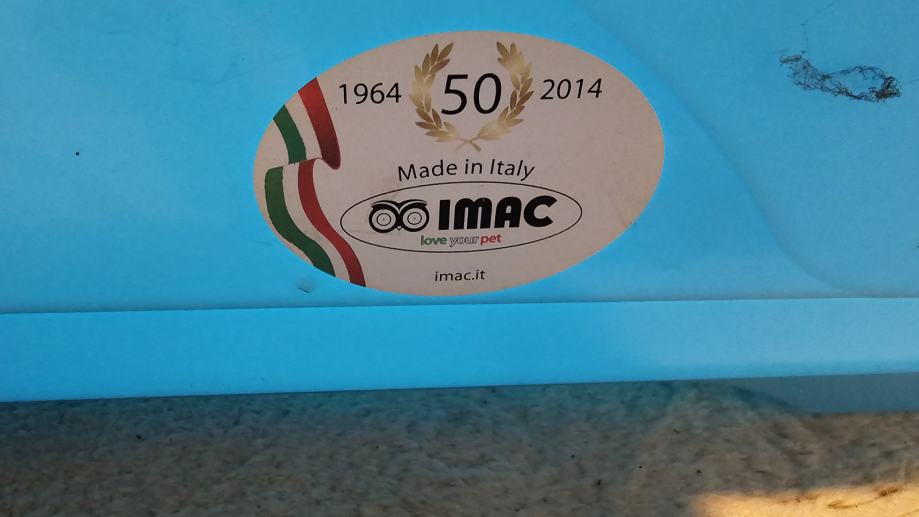 1964 50 2014
Made in Italy
IMAC
love your pet
imac.it